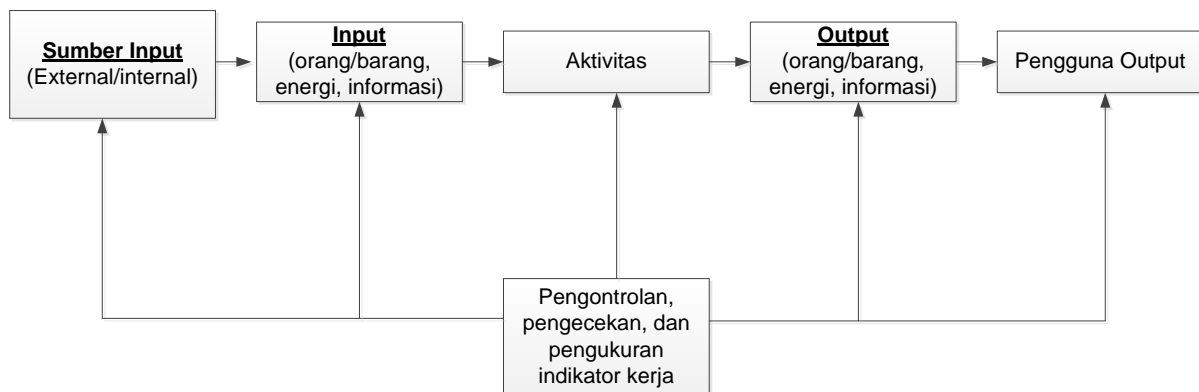 Sumber Input
(External/internal)
Input
(orang/barang,
energi, informasi)
Aktivitas
Output
(orang/barang,
energi, informasi)
Pengguna Output
Pengontrolan,
pengecekan, dan
pengukuran
indikator kerja